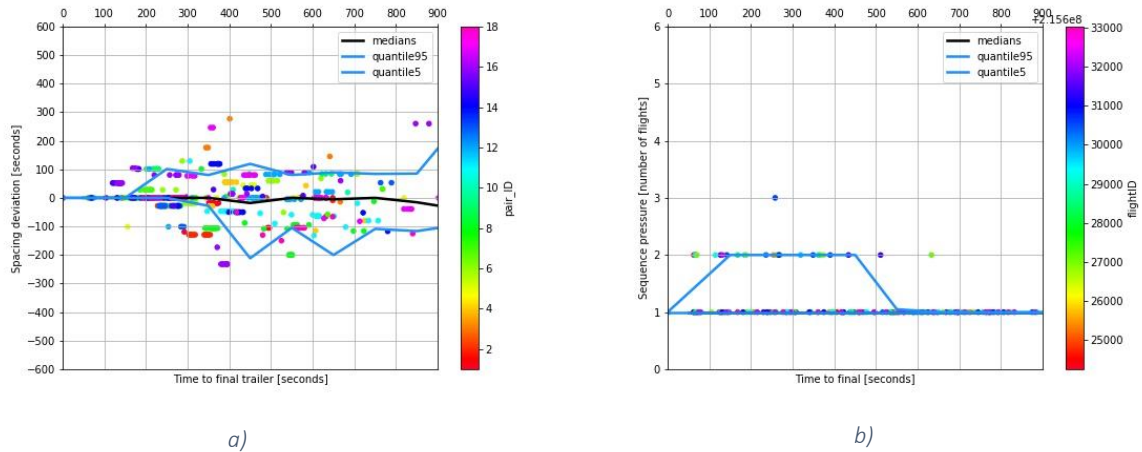 0 100 200 300 400 500 600 700 800 900
600
500
400
300
200
100
0
-100
-200
-300
-400
-500
-600
Spacing deviation [seconds]
medians
quantile95
quantile5
Time to final trailer [seconds]
18
16
14
12
10
8
6
4
2
pair_ID
a)
0 100 200 300 400 500 600 700 800 900
+2.156e8
6
5
4
3
2
1
0
Sequence pressure [number of flights]
medians
quantile95
quantile5
Time to final [seconds]
33000
32000
31000
30000
29000
28000
27000
26000
25000
flightID
b)